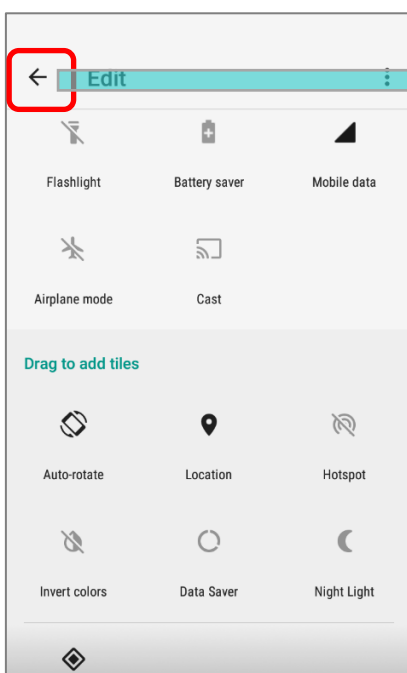 Edit
Flashlight Battery saver Mobile data
Airplane mode Cast
Drag to add tiles
Auto-rotate Location Hotspot
Invert colors Data Saver Night Light